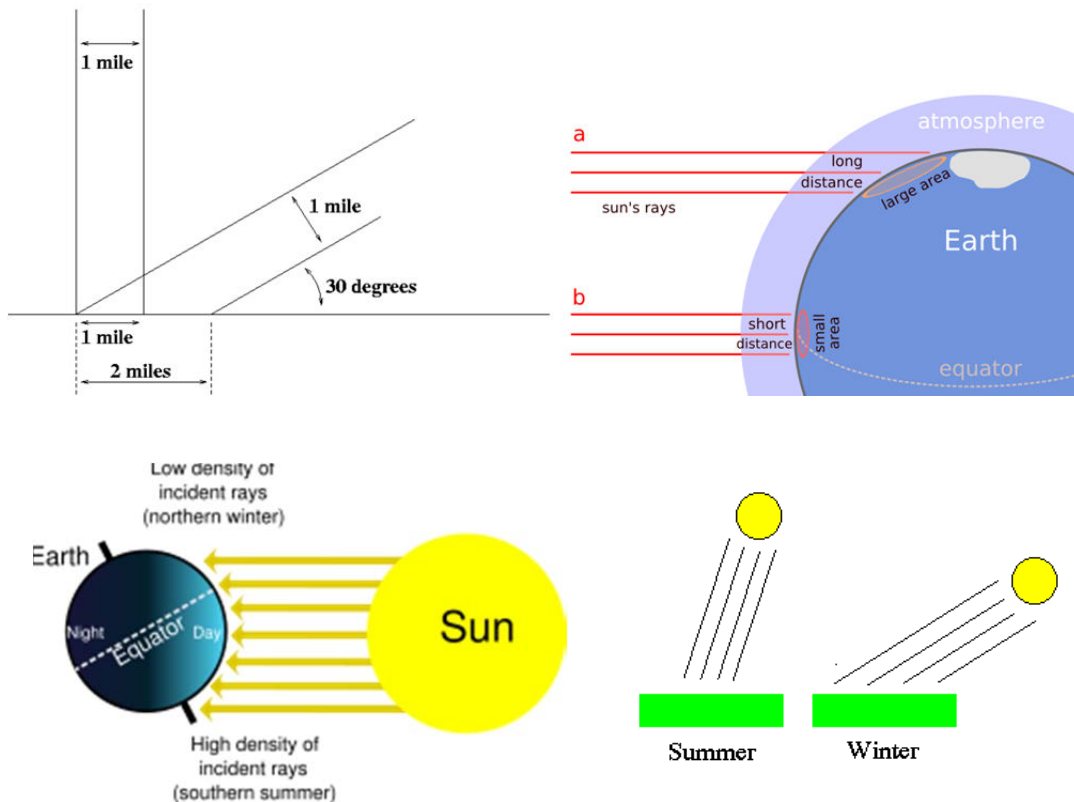 1 mile
1 mile
30 degrees
1 mile
2 miles
atmosphere
a
long
distance
large area
sun's rays
Earth
b
short
distance
small
area
equator
Low density of
incident rays
(northern winter)
Earth
Night
Equator
Day
Sun
High density of
incident rays
(southern summer)
Summer
Winter